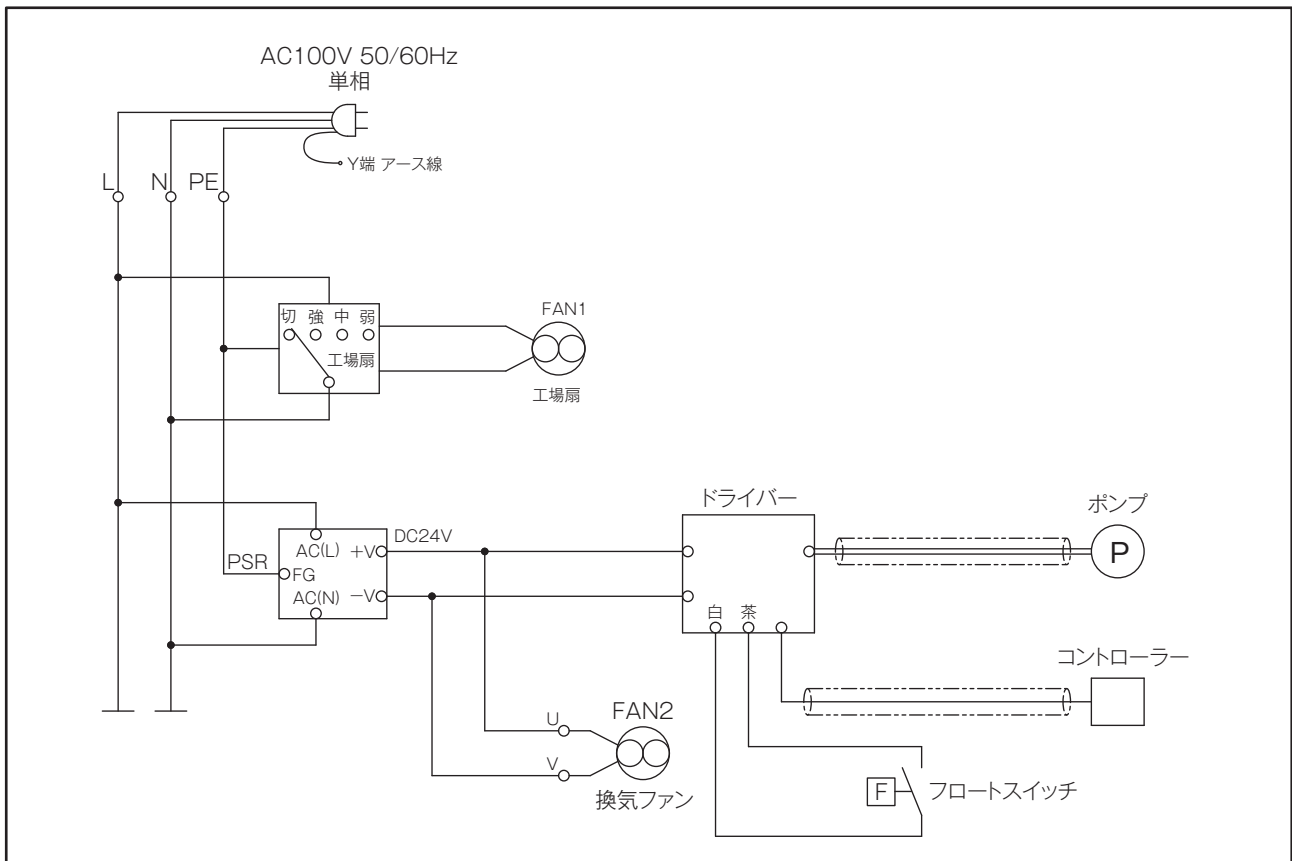 AC100V 50/60Hz
単相
Y端 アース線
L N PE
切 強 中 弱
工場扇
FAN1
工場扇
ドライバー
ポンプ
P
DC24V
AC(L) +V
PSR
FG
AC(N) −V
白 茶
コントローラー
U
FAN2
V
換気ファン
F フロートスイッチ